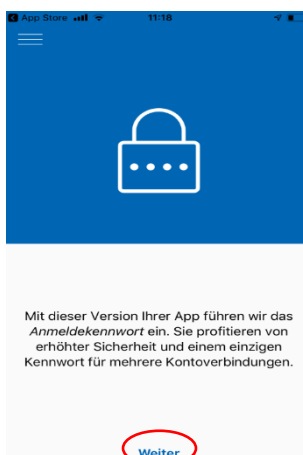 App Store 11:18
Mit dieser Version Ihrer App führen wir das
Anmeldekennwort ein. Sie profitieren von
erhöhter Sicherheit und einem einzigen
Kennwort für mehrere Kontoverbindungen.
Weiter